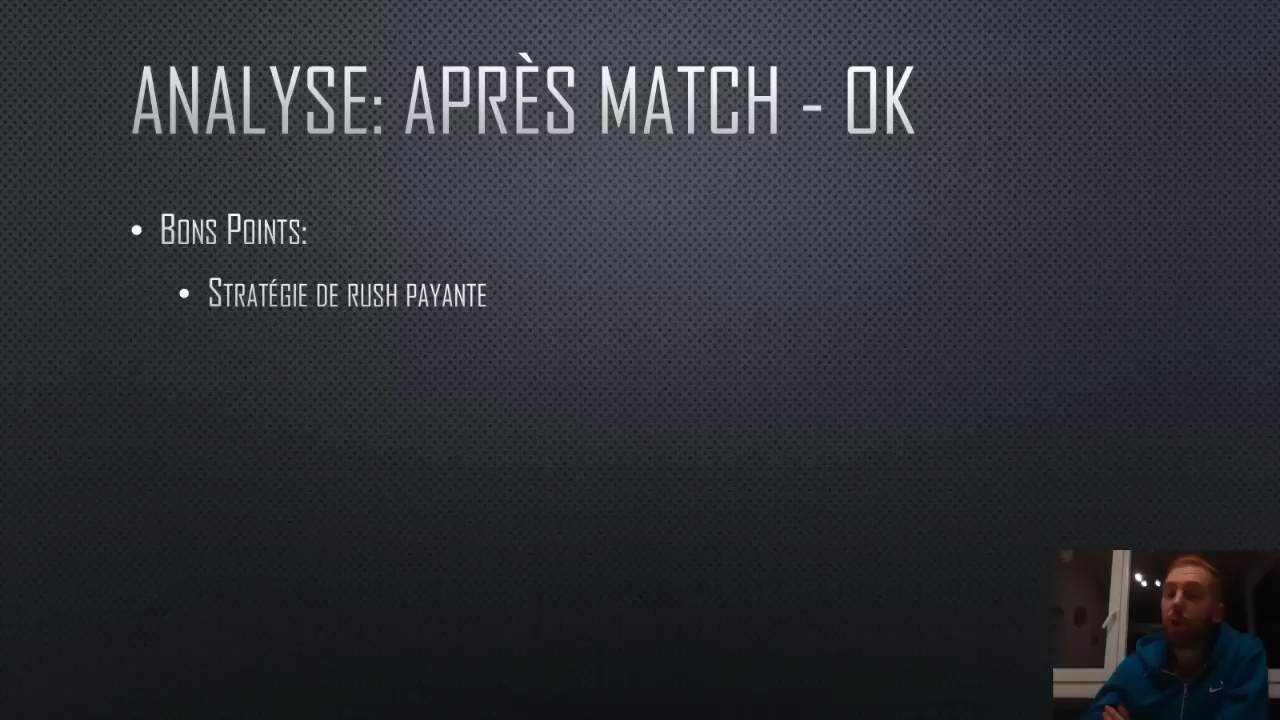 ANALYSE: APRÈS MATCH - OK
• BONS POINTS:
• STRATÉGIE DE RUSH PAYANTE